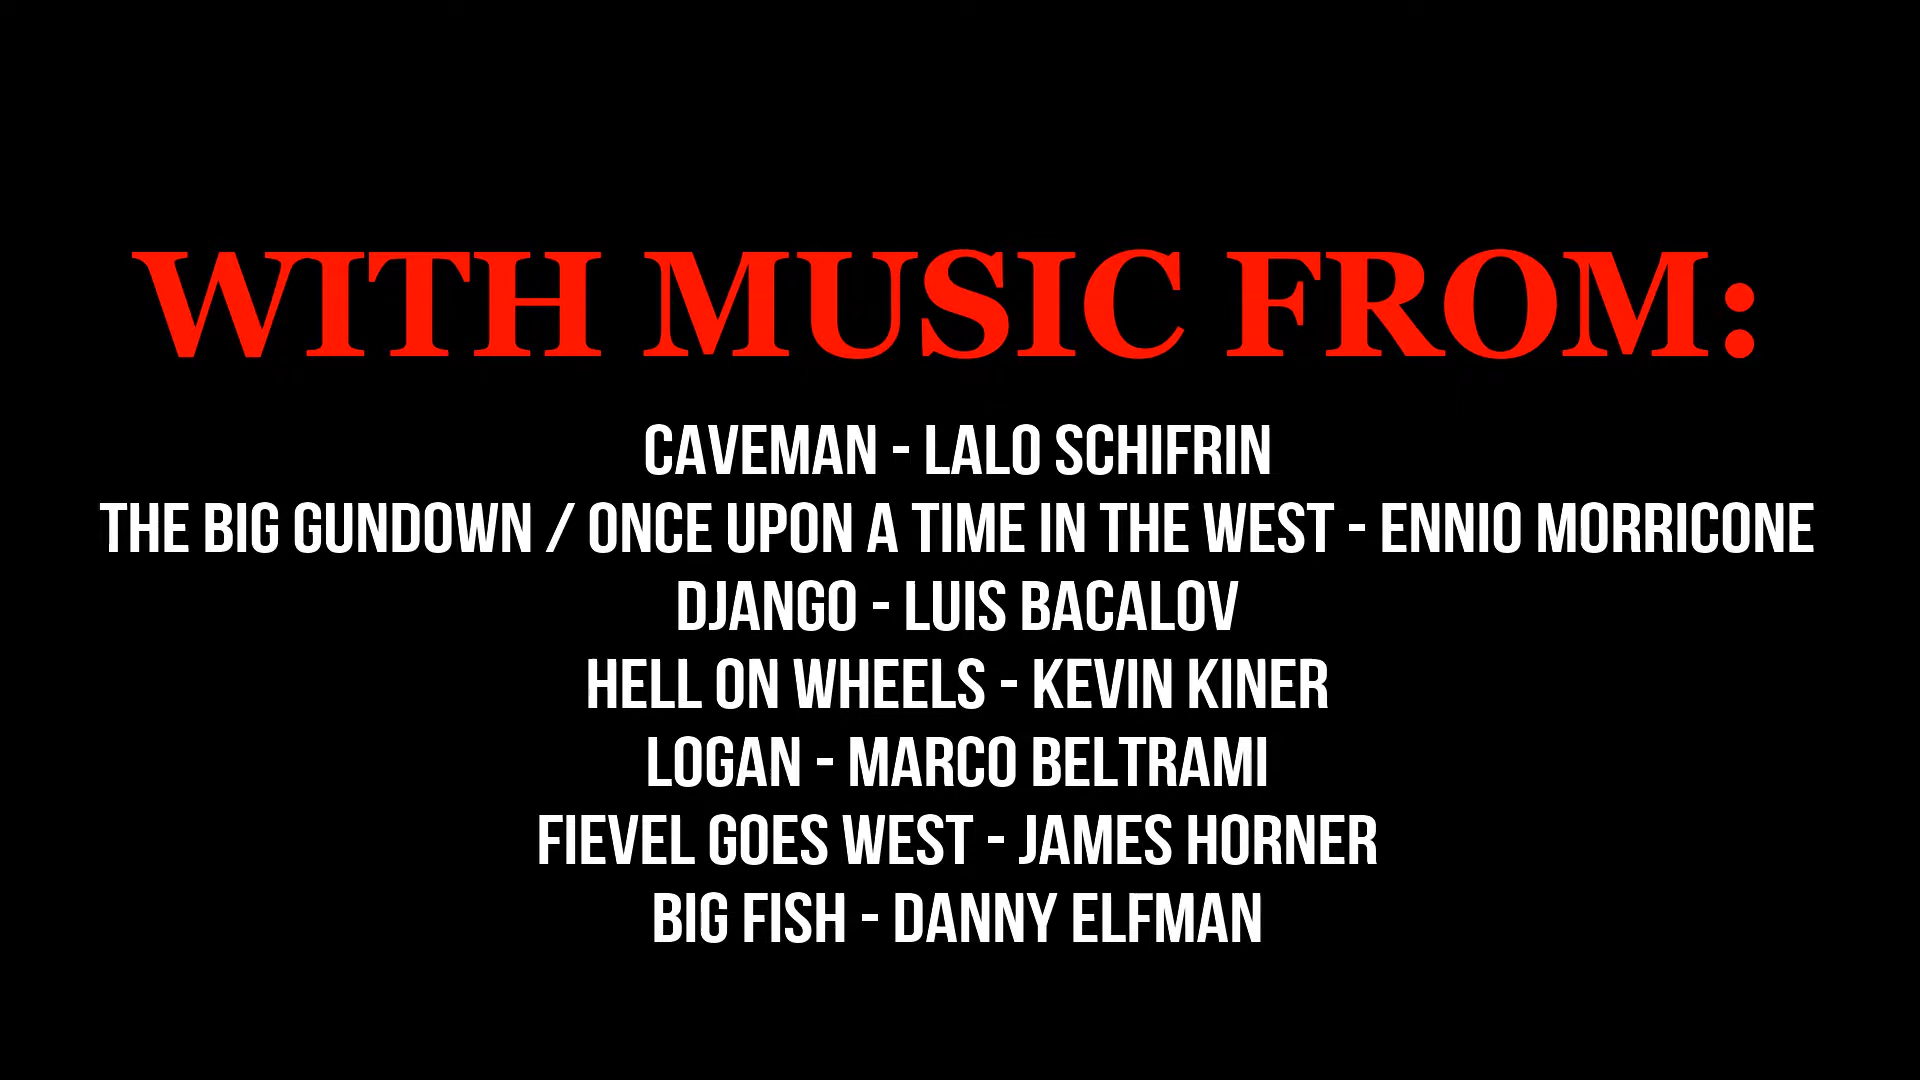 WITH MUSIC FROM:
CAVEMAN - LALO SCHIFRIN
THE BIG GUNDOWN / ONCE UPON A TIME IN THE WEST - ENNIO MORRICONE
DJANGO - LUIS BACALOV
HELL ON WHEELS - KEVIN KINER
LOGAN - MARCO BELTRAMI
FIEVEL GOES WEST - JAMES HORNER
BIG FISH - DANNY ELFMAN